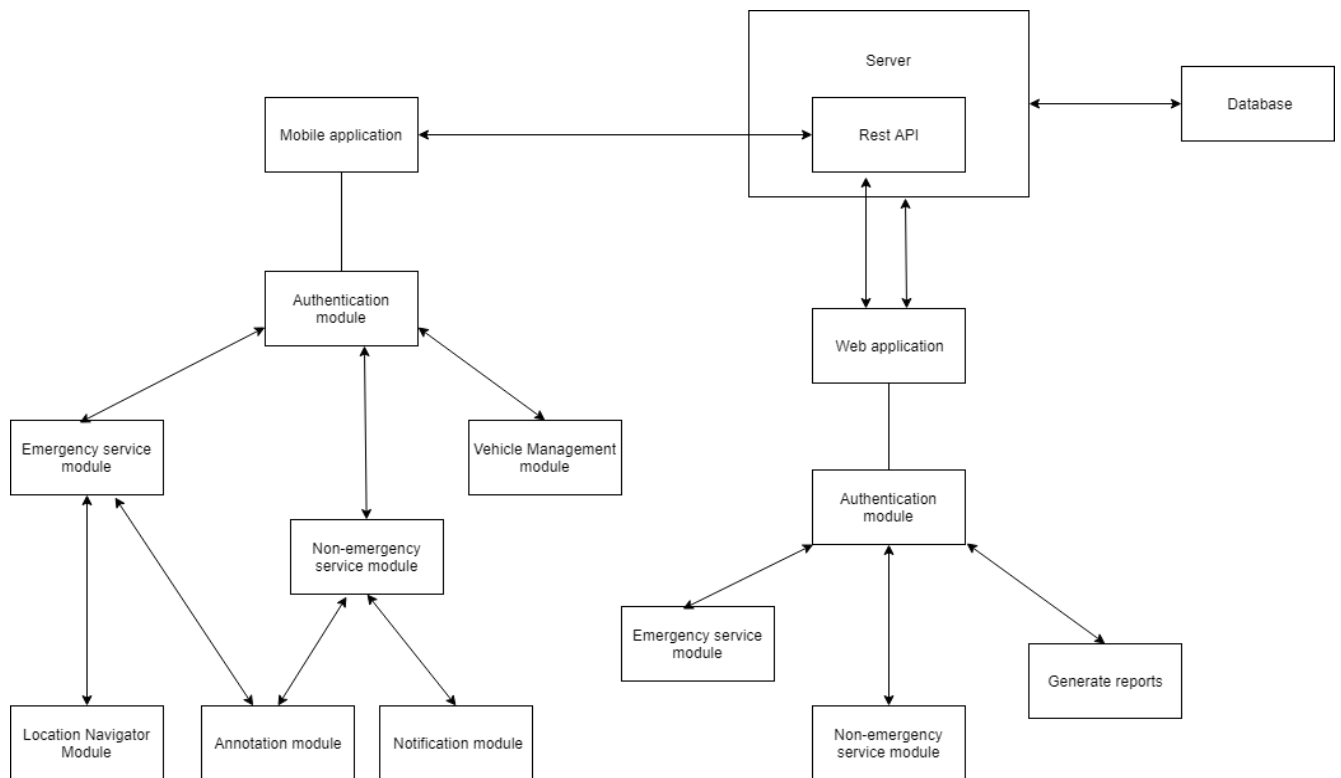 Server
Database
Mobile application
Rest API
Authentication
module
Web application
Emergency service
module
Vehicle Management
module
Authentication
module
Non-emergency
service module
Emergency service
module
Generate reports
Location Navigator
Module
Annotation module
Notification module
Non-emergency
service module